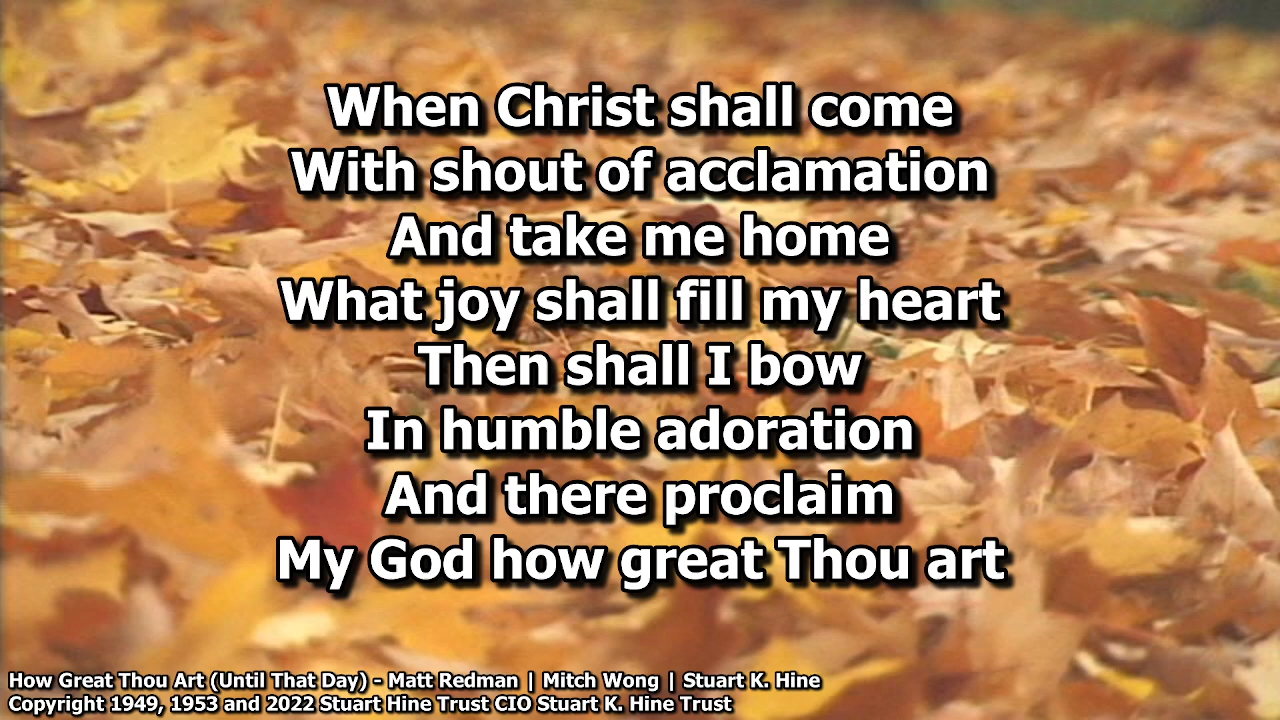 When Christ shall come
With shout of acclamation
And take me home
What joy shall fill my heart
Then shall I bow
In humble adoration
And there proclaim
My God how great Thou art
How Great Thou Art (Until That Day) - Matt Redman | Mitch Wong | Stuart K. Hine
Copyright 1949, 1953 and 2022 Stuart Hine Trust CIO Stuart K. Hine Trust